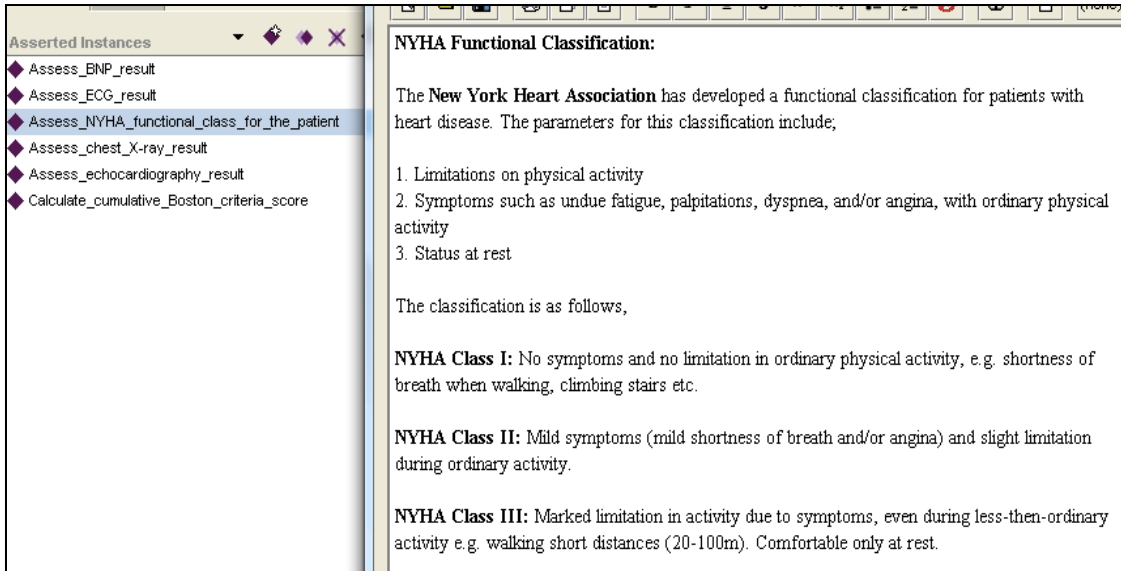 Asserted Instances
Assess_BNP_result
Assess_ECG_result
Assess_NYHA_functional_class_for_the_patient
Assess_chest_X-ray_result
Assess_echocardiography_result
Calculate_cumulative_Boston_criteria_score
NYHA Functional Classification:
The New York Heart Association has developed a functional classification for patients with
heart disease. The parameters for this classification include;
1. Limitations on physical activity
2. Symptoms such as undue fatigue, palpitations, dyspnea, and/or angina, with ordinary physical
activity
3. Status at rest
The classification is as follows,
NYHA Class I: No symptoms and no limitation in ordinary physical activity, e.g. shortness of
breath when walking, climbing stairs etc.
NYHA Class II: Mild symptoms (mild shortness of breath and/or angina) and slight limitation
during ordinary activity.
NYHA Class III: Marked limitation in activity due to symptoms, even during less-then-ordinary
activity e.g. walking short distances (20-100m). Comfortable only at rest.